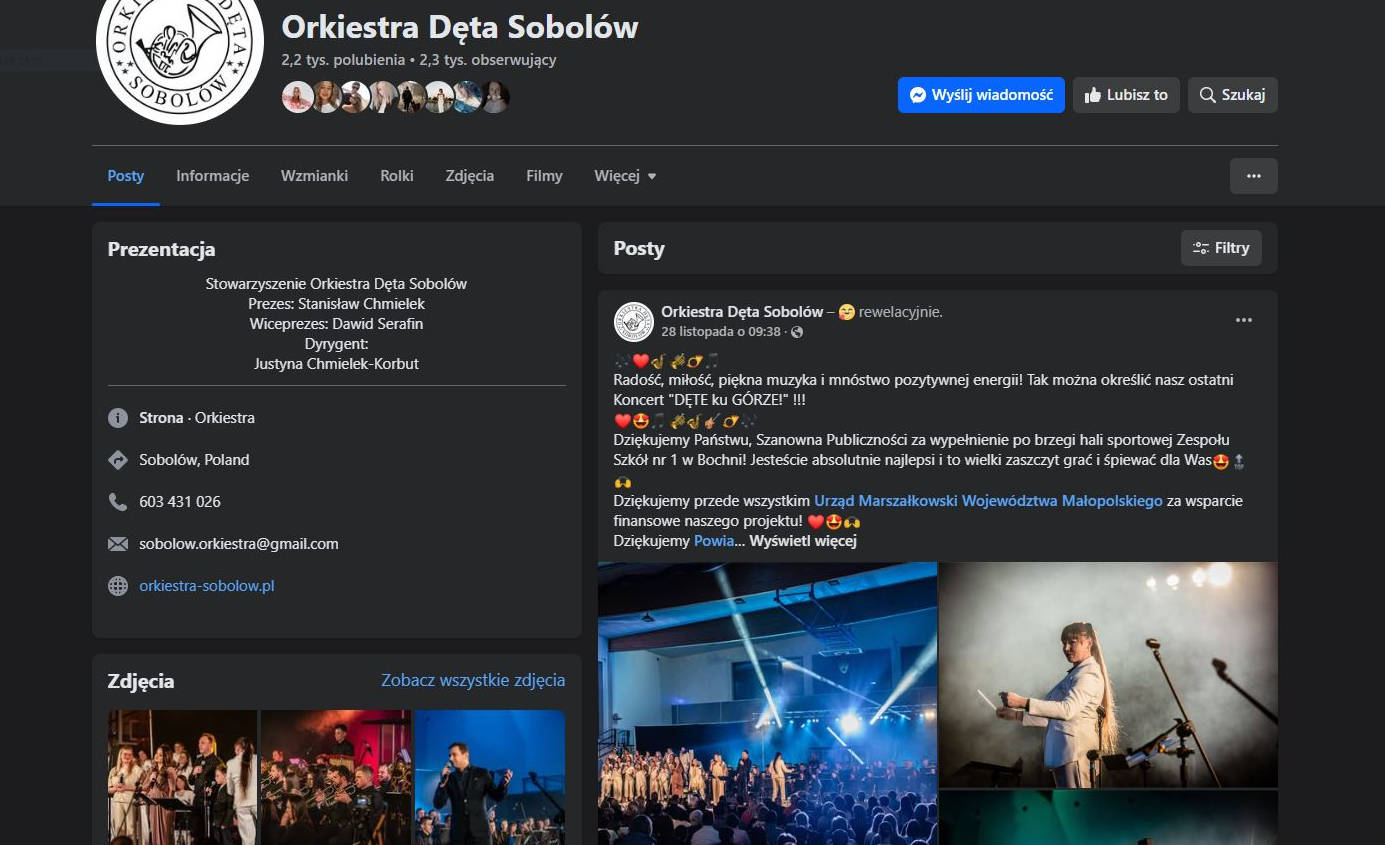 ORKIESTRA DĘTA
SOBOLÓW
Orkiestra Dęta Sobolów
2,2 tys. polubienia • 2,3 tys. obserwujący
Wyślij wiadomość
Lubisz to
Szukaj
Posty
Informacje
Wzmianki
Rolki
Zdjęcia
Filmy
Więcej
Prezentacja
Stowarzyszenie Orkiestra Dęta Sobolów
Prezes: Stanisław Chmielek
Wiceprezes: Dawid Serafin
Dyrygent:
Justyna Chmielek-Korbut
Strona · Orkiestra
Sobolów, Poland
603 431 026
sobolow.orkiestra@gmail.com
orkiestra-sobolow.pl
Zdjęcia
Zobacz wszystkie zdjęcia
Posty
Filtry
Orkiestra Dęta Sobolów – 🥰 rewelacyjnie.
28 listopada o 09:38 ·
🎶❤️🎷🎺🪘🎵
Radość, miłość, piękna muzyka i mnóstwo pozytywnej energii! Tak można określić nasz ostatni
Koncert "DĘTE ku GÓRZE!" !!!
❤️🤩🎵🎺🎷🎻🪘🎶
Dziękujemy Państwu, Szanowna Publiczności za wypełnienie po brzegi hali sportowej Zespołu
Szkół nr 1 w Bochni! Jesteście absolutnie najlepsi i to wielki zaszczyt grać i śpiewać dla Was🤩🔝
🙌
Dziękujemy przede wszystkim Urząd Marszałkowski Województwa Małopolskiego za wsparcie
finansowe naszego projektu! ❤️🤩🙌
Dziękujemy Powia... Wyświetl więcej